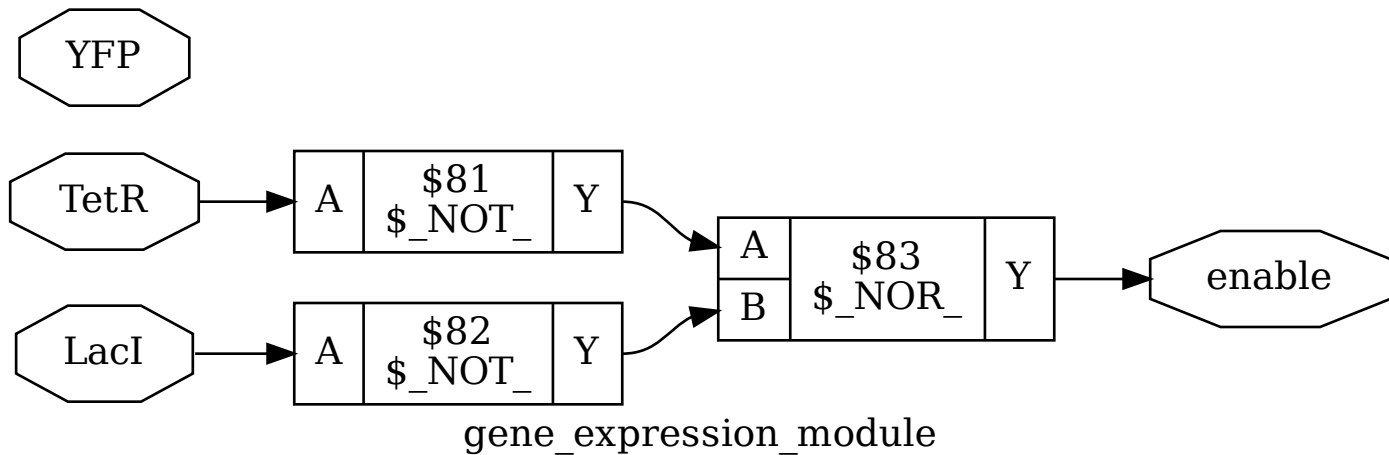 YFP
TetR
A
$81
$_NOT_
Y
LacI
A
$82
$_NOT_
Y
A
B
$83
$_NOR_
Y
enable
gene_expression_module